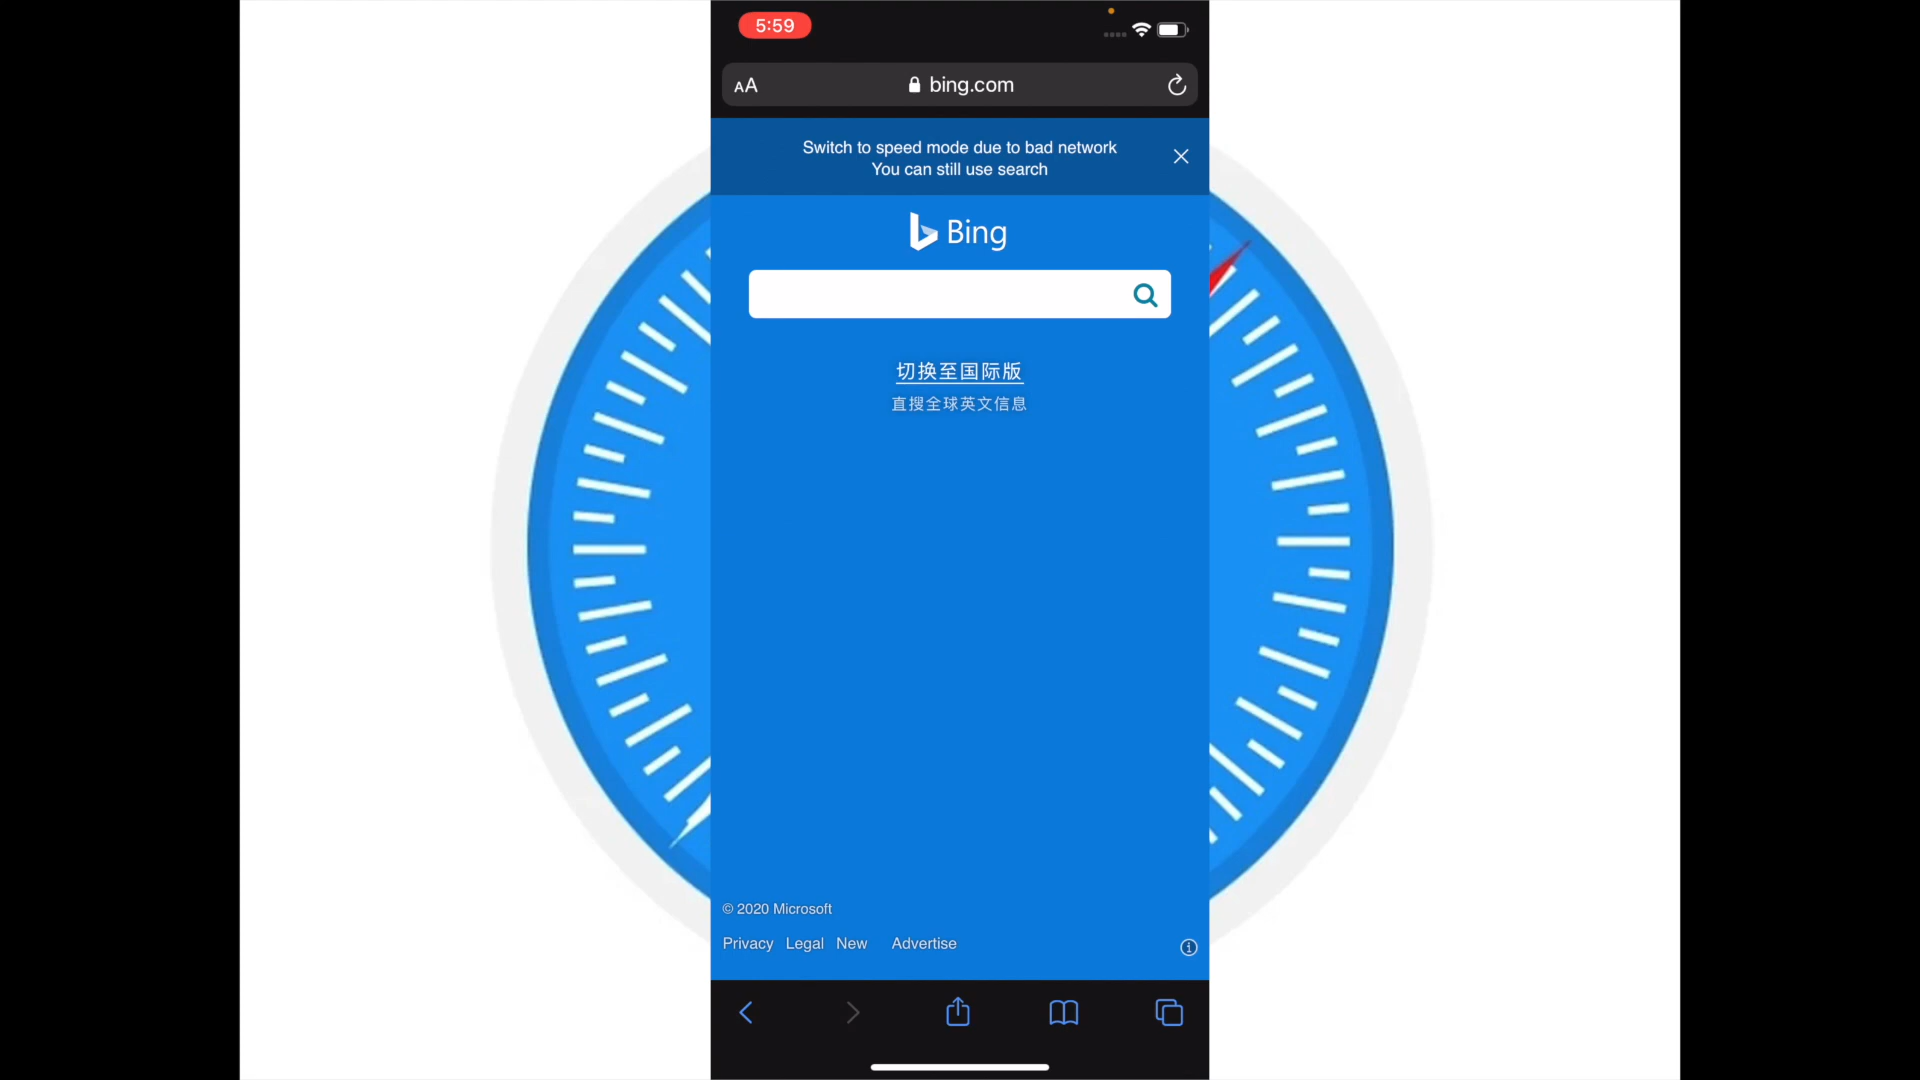 5:59
AA
bing.com
Switch to speed mode due to bad network
You can still use search
Bing
切换至国际版
直搜全球英文信息
© 2020 Microsoft
Privacy Legal New Advertise